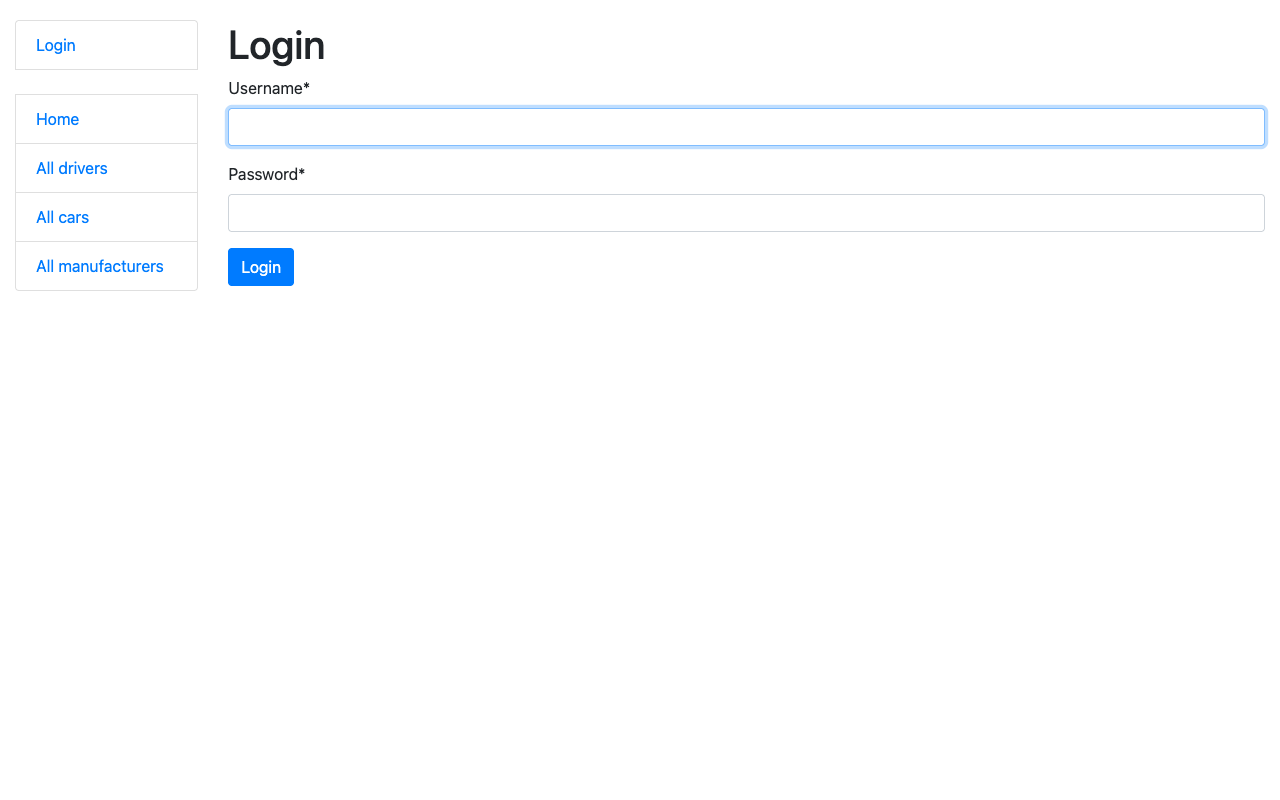 Login
Home
All drivers
All cars
All manufacturers
Login
Username*
Password*
Login